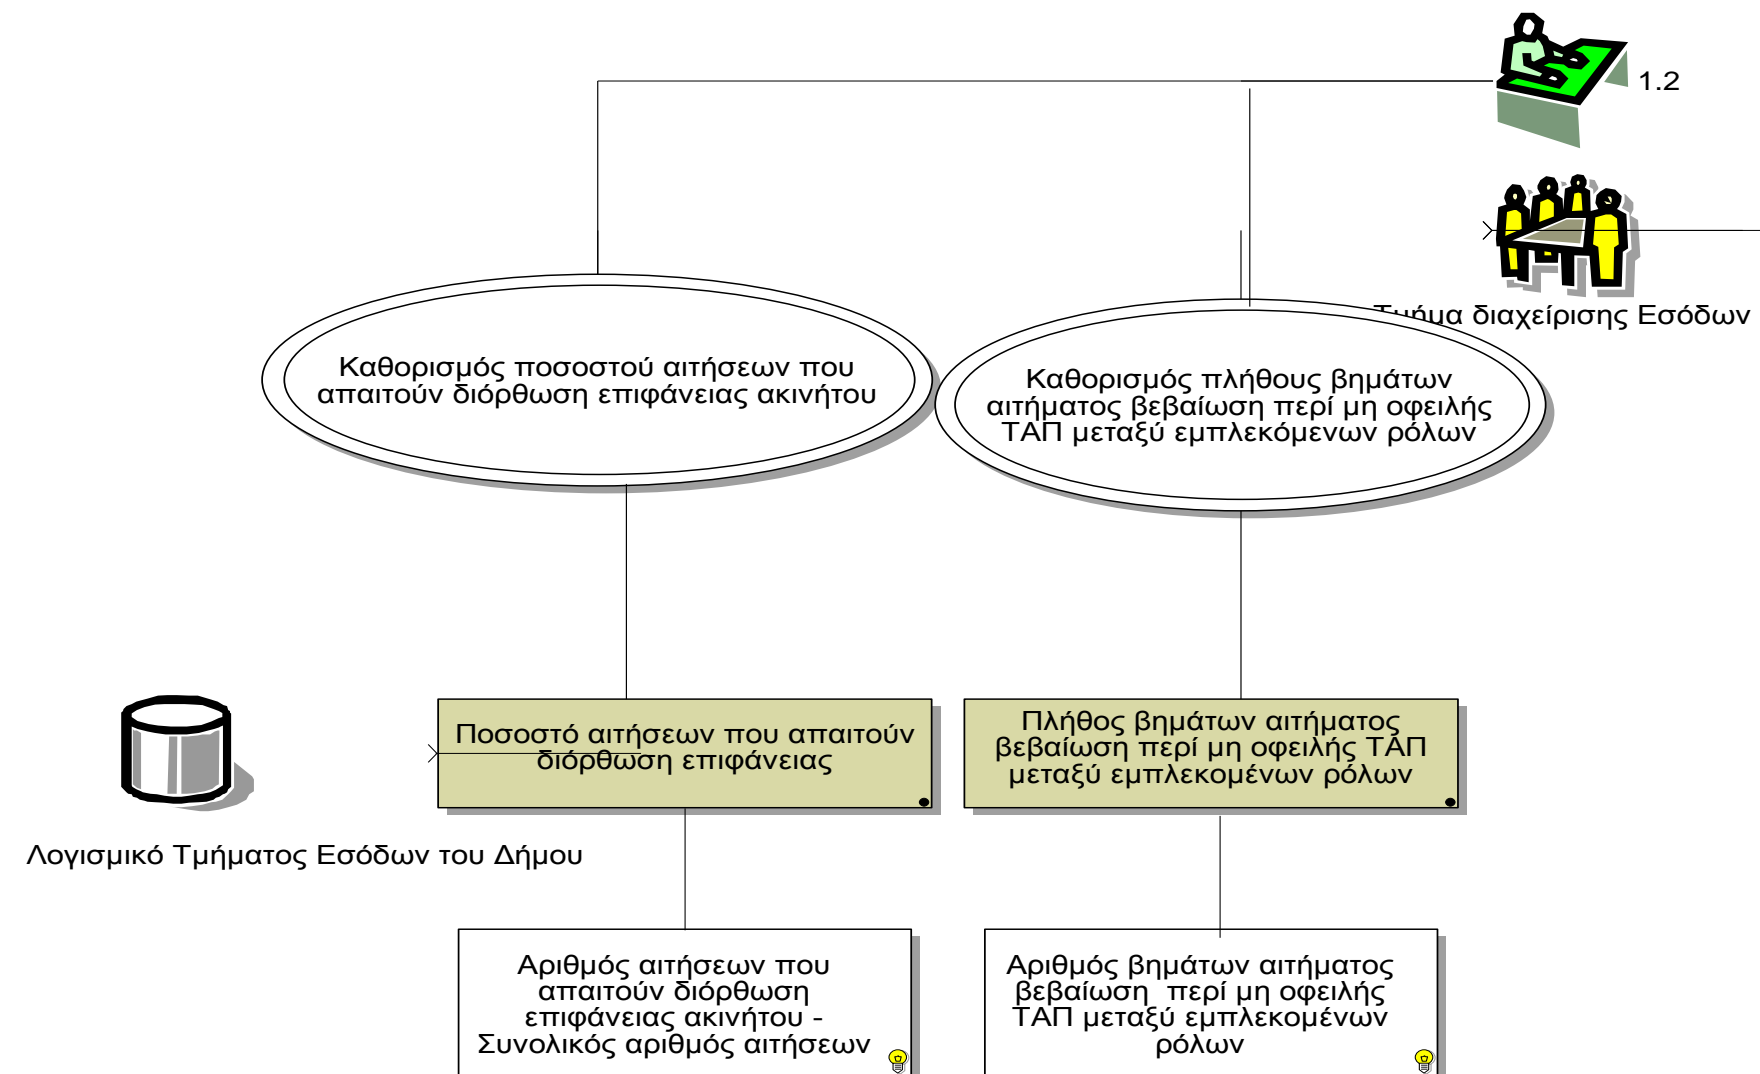 1.2
Τμήμα διαχείρισης Εσόδων
Καθορισμός ποσοστού αιτήσεων που
απαιτούν διόρθωση επιφάνειας ακινήτου
Καθορισμός πλήθους βημάτων
αιτήματος βεβαίωση περί μη οφειλής
ΤΑΠ μεταξύ εμπλεκόμενων ρόλων
Ποσοστό αιτήσεων που απαιτούν
διόρθωση επιφάνειας
Πλήθος βημάτων αιτήματος
βεβαίωση περί μη οφειλής ΤΑΠ
μεταξύ εμπλεκομένων ρόλων
Λογισμικό Τμήματος Εσόδων του Δήμου
Αριθμός αιτήσεων που
απαιτούν διόρθωση
επιφάνειας ακινήτου -
Συνολικός αριθμός αιτήσεων
Αριθμός βημάτων αιτήματος
βεβαίωση  περί μη οφειλής
ΤΑΠ μεταξύ εμπλεκομένων
ρόλων